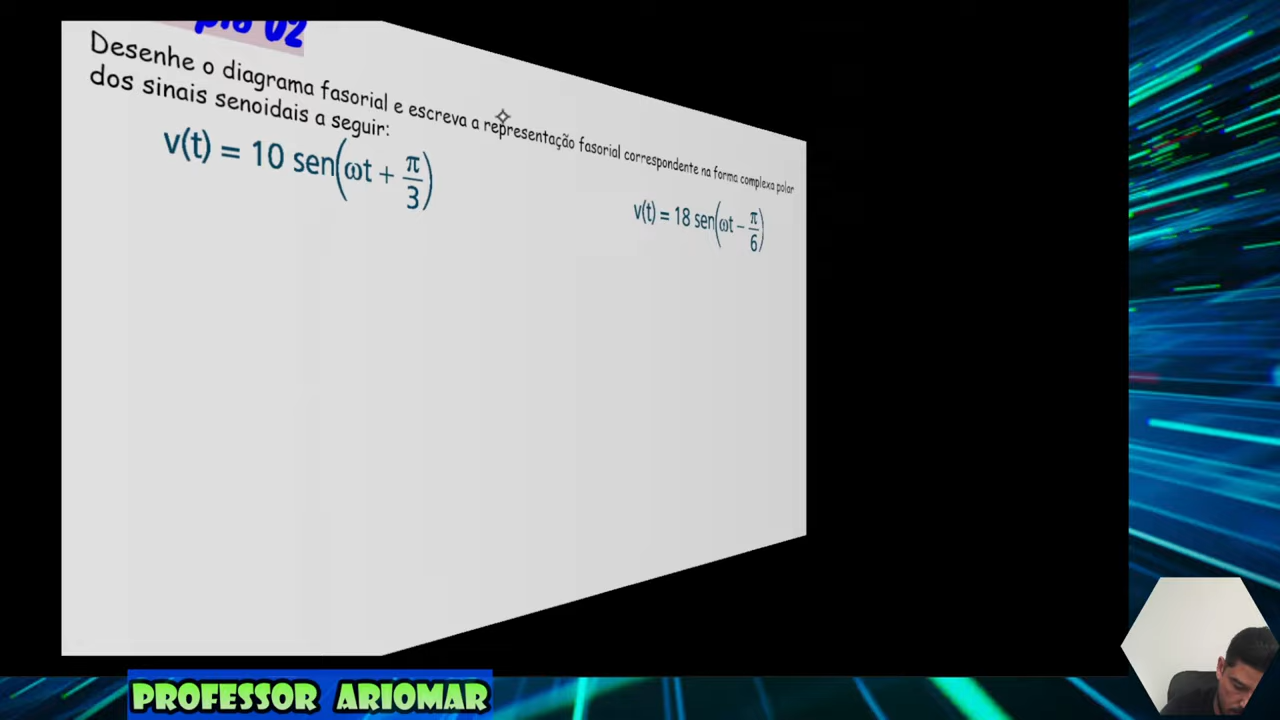 02
Desenhe o diagrama fasorial e escreva a representação fasorial correspondente na forma complexa polar
dos sinais senoidais a seguir:
v(t) = 10 sen(ωt + π/3)
v(t) = 18 sen(ωt − π/6)
PROFESSOR ARIOMAR